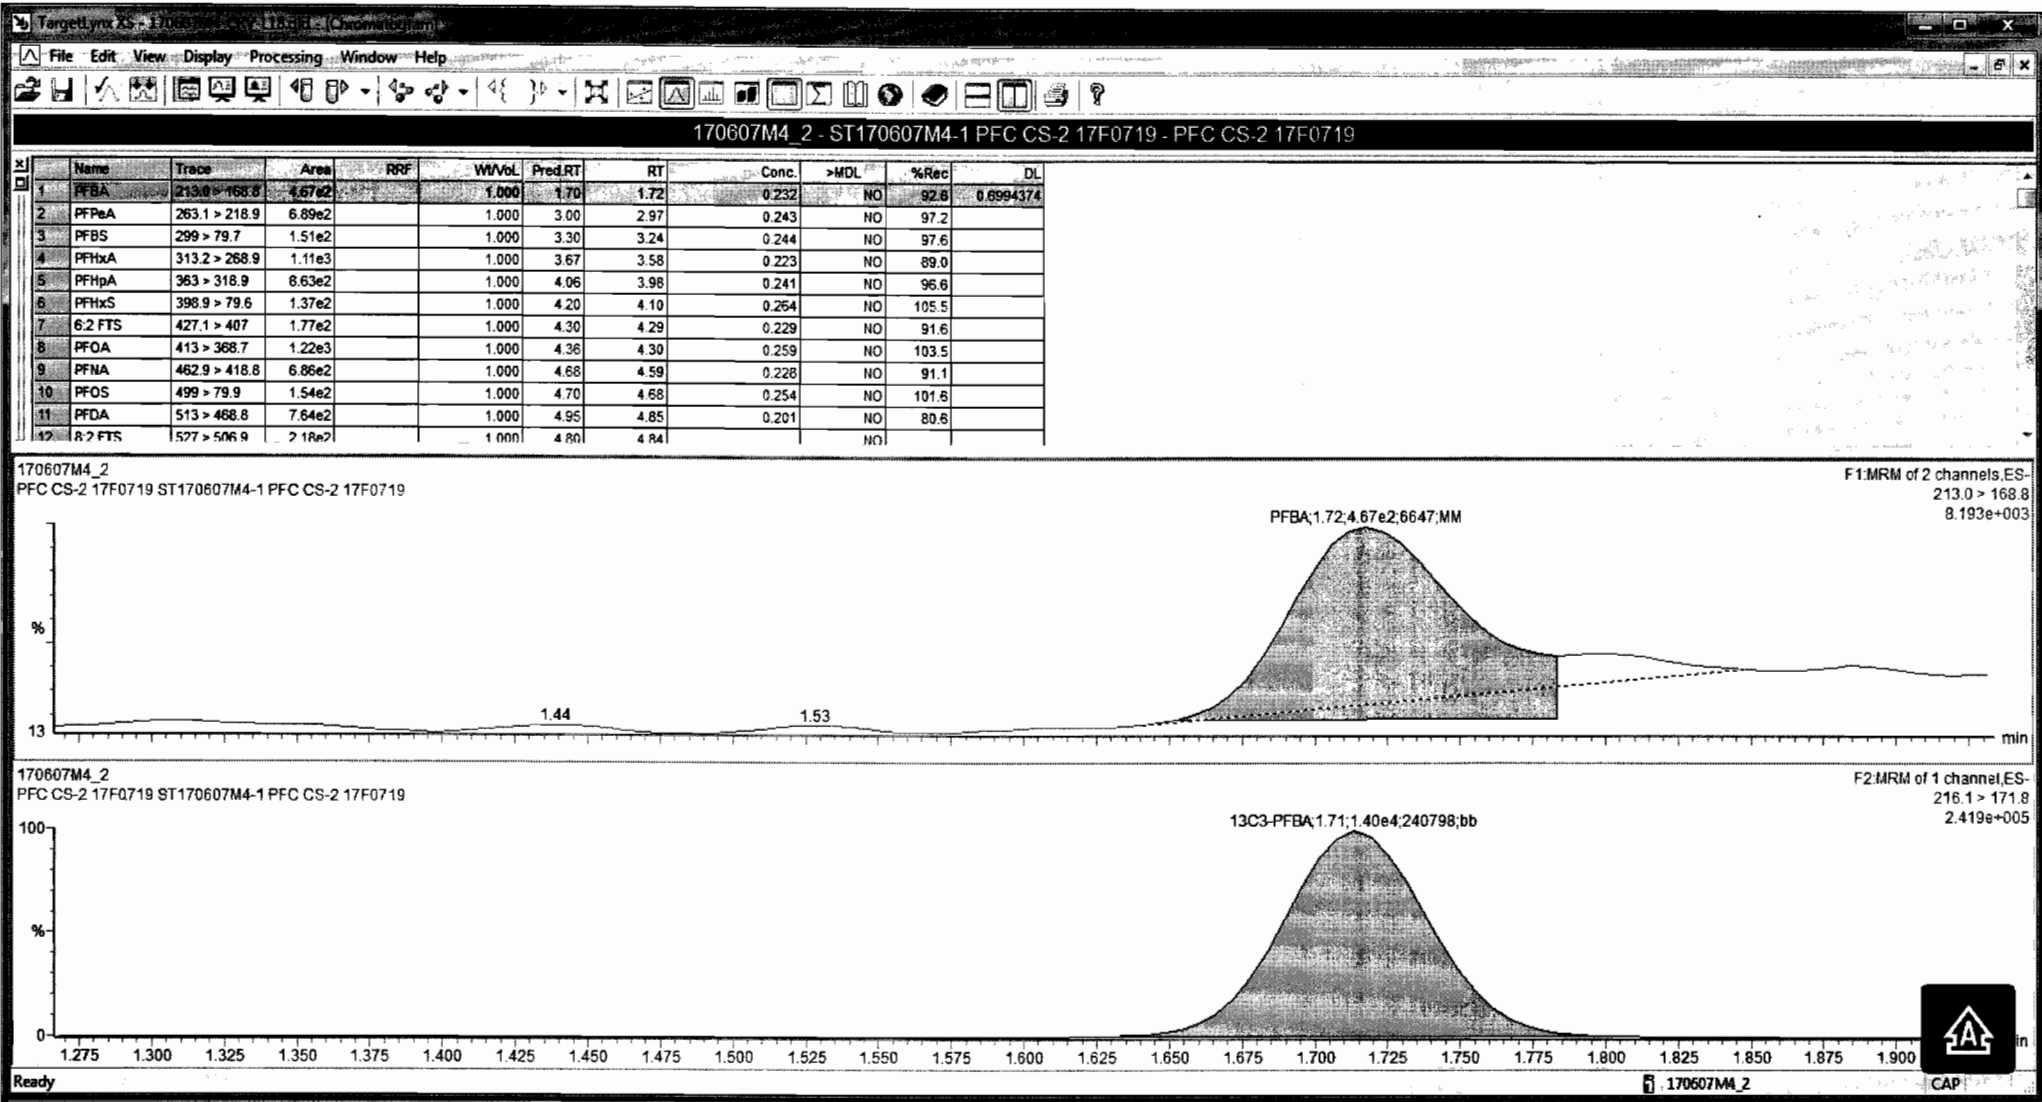 TargetLynx XS
File Edit View Display Processing Window Help
170607M4_2 - ST170607M4-1 PFC CS-2 17F0719 - PFC CS-2 17F0719
Name Trace Area RRF Wt/Vol. Pred.RT RT Conc. >MDL %Rec DL
1 PFBA 213.0 > 168.8 4.67e2 1.000 1.70 1.72 0.232 NO 92.6 0.6994374
2 PFPeA 263.1 > 218.9 6.89e2 1.000 3.00 2.97 0.243 NO 97.2
3 PFBS 299 > 79.7 1.51e2 1.000 3.30 3.24 0.244 NO 97.6
4 PFHxA 313.2 > 268.9 1.11e3 1.000 3.67 3.58 0.223 NO 89.0
5 PFHpA 363 > 318.9 8.63e2 1.000 4.06 3.98 0.241 NO 96.6
6 PFHxS 398.9 > 79.6 1.37e2 1.000 4.20 4.10 0.264 NO 105.5
7 6:2 FTS 427.1 > 407 1.77e2 1.000 4.30 4.29 0.229 NO 91.6
8 PFOA 413 > 368.7 1.22e3 1.000 4.36 4.30 0.259 NO 103.5
9 PFNA 462.9 > 418.8 6.86e2 1.000 4.68 4.59 0.228 NO 91.1
10 PFOS 499 > 79.9 1.54e2 1.000 4.70 4.68 0.254 NO 101.6
11 PFDA 513 > 468.8 7.64e2 1.000 4.95 4.85 0.201 NO 80.6
12 8:2 FTS 527 > 506.9 2.18e2 1.000 4.80 4.84 NO
170607M4_2
PFC CS-2 17F0719 ST170607M4-1 PFC CS-2 17F0719
F1:MRM of 2 channels,ES-
213.0 > 168.8
8.193e+003
PFBA;1.72;4.67e2;6647;MM
%
1.44
1.53
13
min
170607M4_2
PFC CS-2 17F0719 ST170607M4-1 PFC CS-2 17F0719
F2:MRM of 1 channel,ES-
216.1 > 171.8
2.419e+005
13C3-PFBA;1.71;1.40e4;240798;bb
100
%
0
1.275 1.300 1.325 1.350 1.375 1.400 1.425 1.450 1.475 1.500 1.525 1.550 1.575 1.600 1.625 1.650 1.675 1.700 1.725 1.750 1.775 1.800 1.825 1.850 1.875 1.900
A
Ready
170607M4_2
CAP